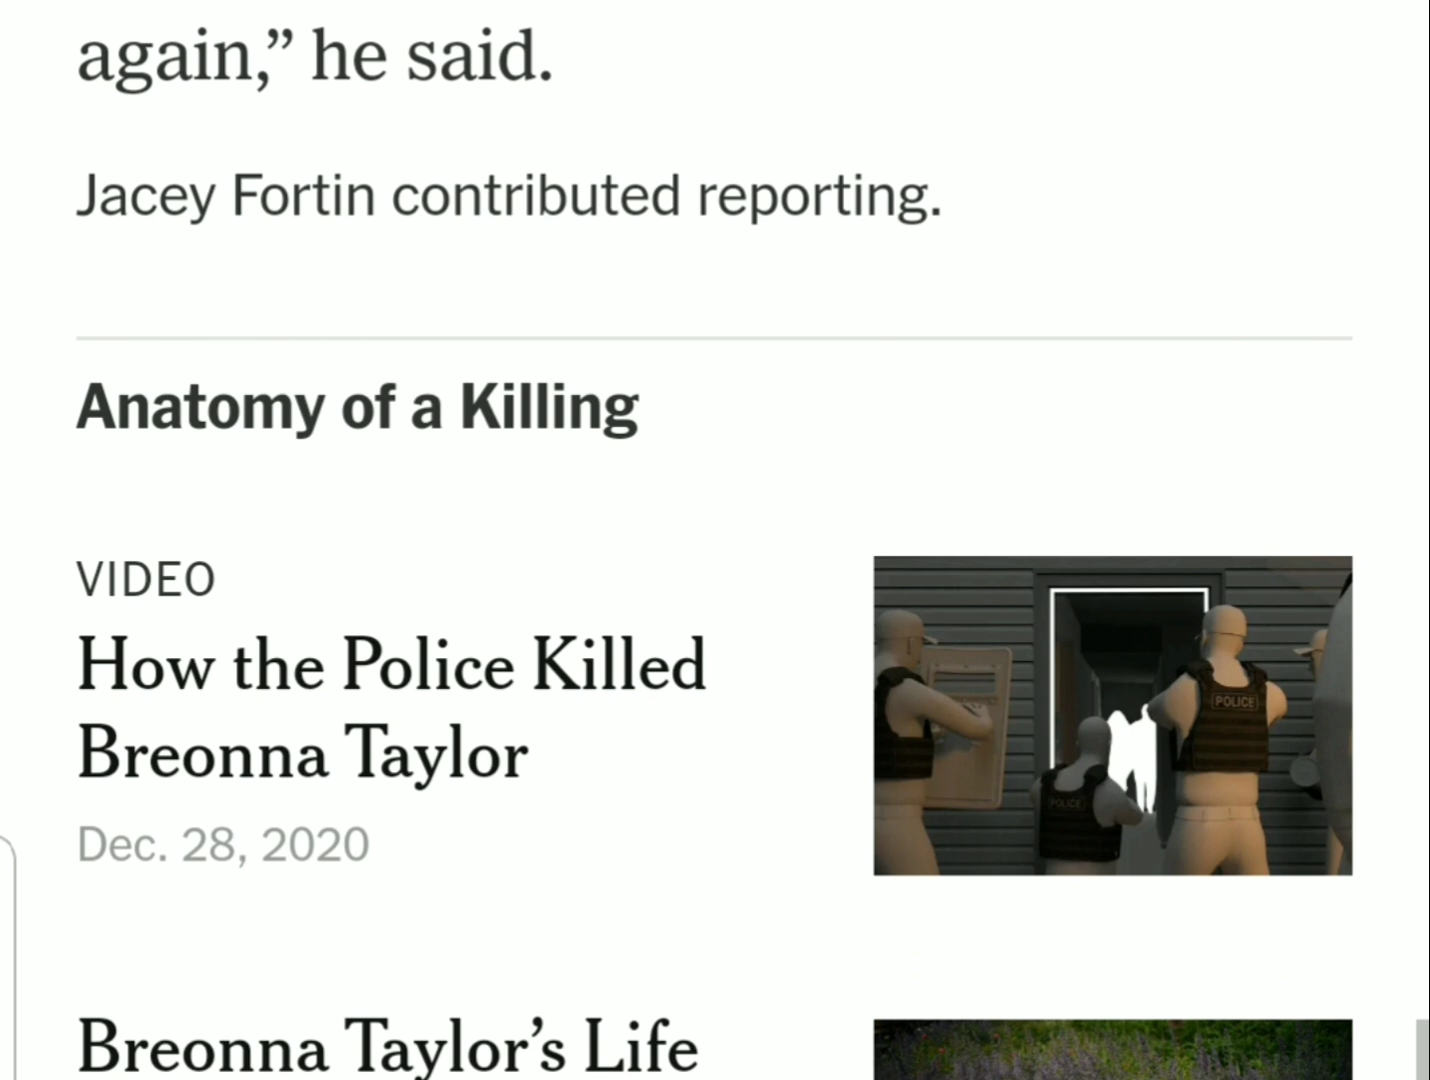 again,” he said.
Jacey Fortin contributed reporting.
Anatomy of a Killing
VIDEO
How the Police Killed
Breonna Taylor
Dec. 28, 2020
POLICE
POLICE
Breonna Taylor’s Life